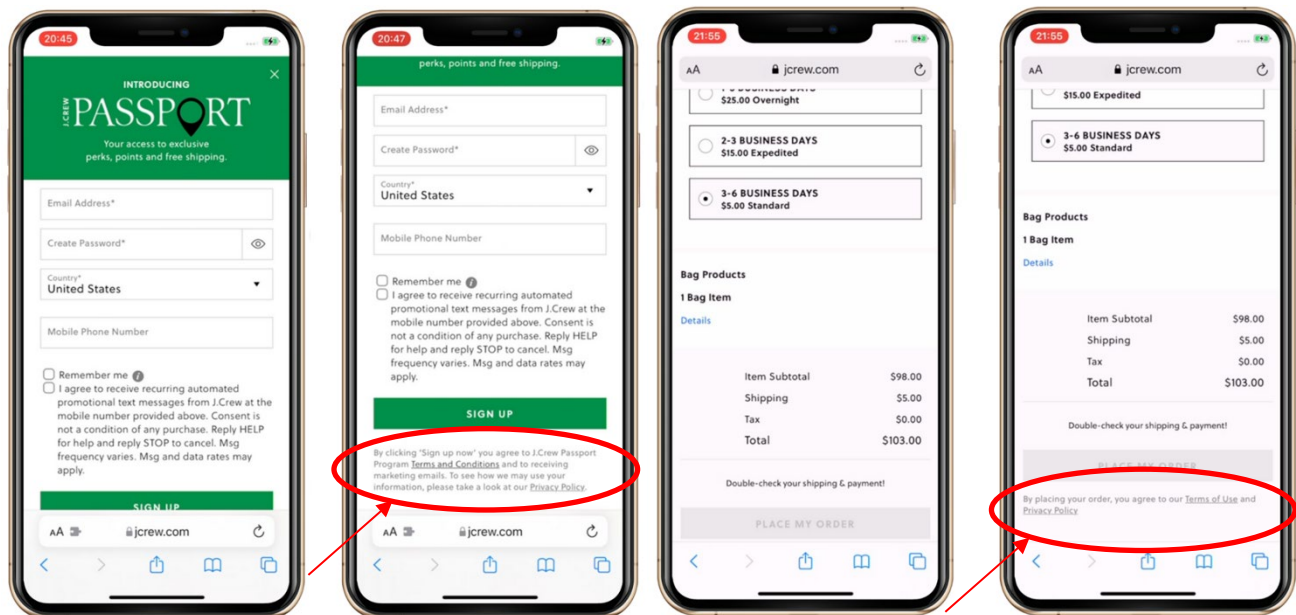 20:45
INTRODUCING
J.CREW
PASSPORT
Your access to exclusive
perks, points and free shipping.
Email Address*
Create Password*
Country*
United States
Mobile Phone Number
Remember me
I agree to receive recurring automated
promotional text messages from J.Crew at the
mobile number provided above. Consent is
not a condition of any purchase. Reply HELP
for help and reply STOP to cancel. Msg
frequency varies. Msg and data rates may
apply.
SIGN UP
AA
jcrew.com
20:47
perks, points and free shipping.
Email Address*
Create Password*
Country*
United States
Mobile Phone Number
Remember me
I agree to receive recurring automated
promotional text messages from J.Crew at the
mobile number provided above. Consent is
not a condition of any purchase. Reply HELP
for help and reply STOP to cancel. Msg
frequency varies. Msg and data rates may
apply.
SIGN UP
By clicking 'Sign up now' you agree to J.Crew Passport
Program Terms and Conditions and to receiving
marketing emails. To see how we may use your
information, please take a look at our Privacy Policy.
AA
jcrew.com
21:55
AA
jcrew.com
BUSINESS DAYS
$25.00 Overnight
2-3 BUSINESS DAYS
$15.00 Expedited
3-6 BUSINESS DAYS
$5.00 Standard
Bag Products
1 Bag Item
Details
Item Subtotal $98.00
Shipping $5.00
Tax $0.00
Total $103.00
Double-check your shipping & payment!
PLACE MY ORDER
21:55
AA
jcrew.com
$15.00 Expedited
3-6 BUSINESS DAYS
$5.00 Standard
Bag Products
1 Bag Item
Details
Item Subtotal $98.00
Shipping $5.00
Tax $0.00
Total $103.00
Double-check your shipping & payment!
PLACE MY ORDER
By placing your order, you agree to our Terms of Use and
Privacy Policy